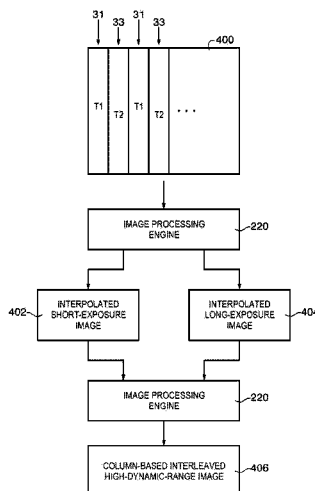 31 33 31 33
400
T1 T2 T1 T2 • • •
IMAGE PROCESSING
ENGINE
220
402
INTERPOLATED
SHORT-EXPOSURE
IMAGE
INTERPOLATED
LONG-EXPOSURE
IMAGE
404
IMAGE PROCESSING
ENGINE
220
COLUMN-BASED INTERLEAVED
HIGH-DYNAMIC-RANGE IMAGE
406